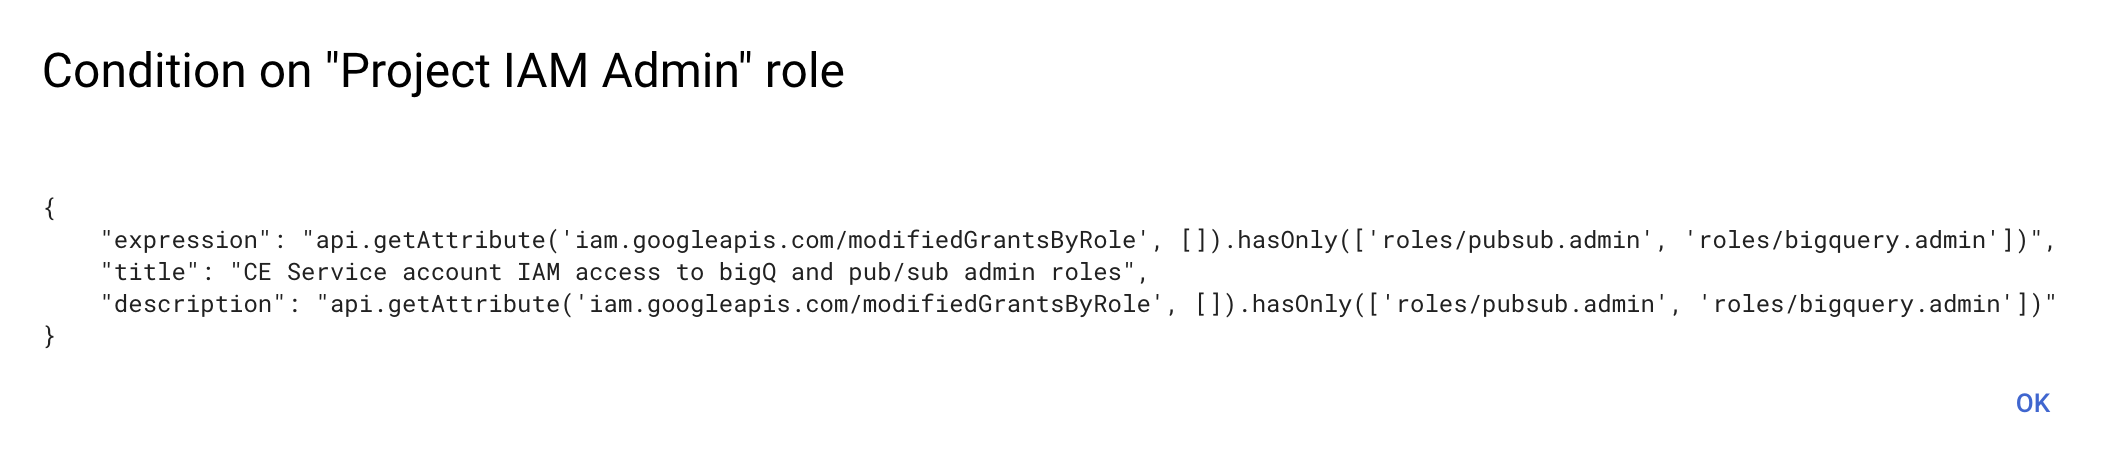 Condition on "Project IAM Admin" role
{
    "expression": "api.getAttribute('iam.googleapis.com/modifiedGrantsByRole', []).hasOnly(['roles/pubsub.admin', 'roles/bigquery.admin'])",
    "title": "CE Service account IAM access to bigQ and pub/sub admin roles",
    "description": "api.getAttribute('iam.googleapis.com/modifiedGrantsByRole', []).hasOnly(['roles/pubsub.admin', 'roles/bigquery.admin'])"
}
OK